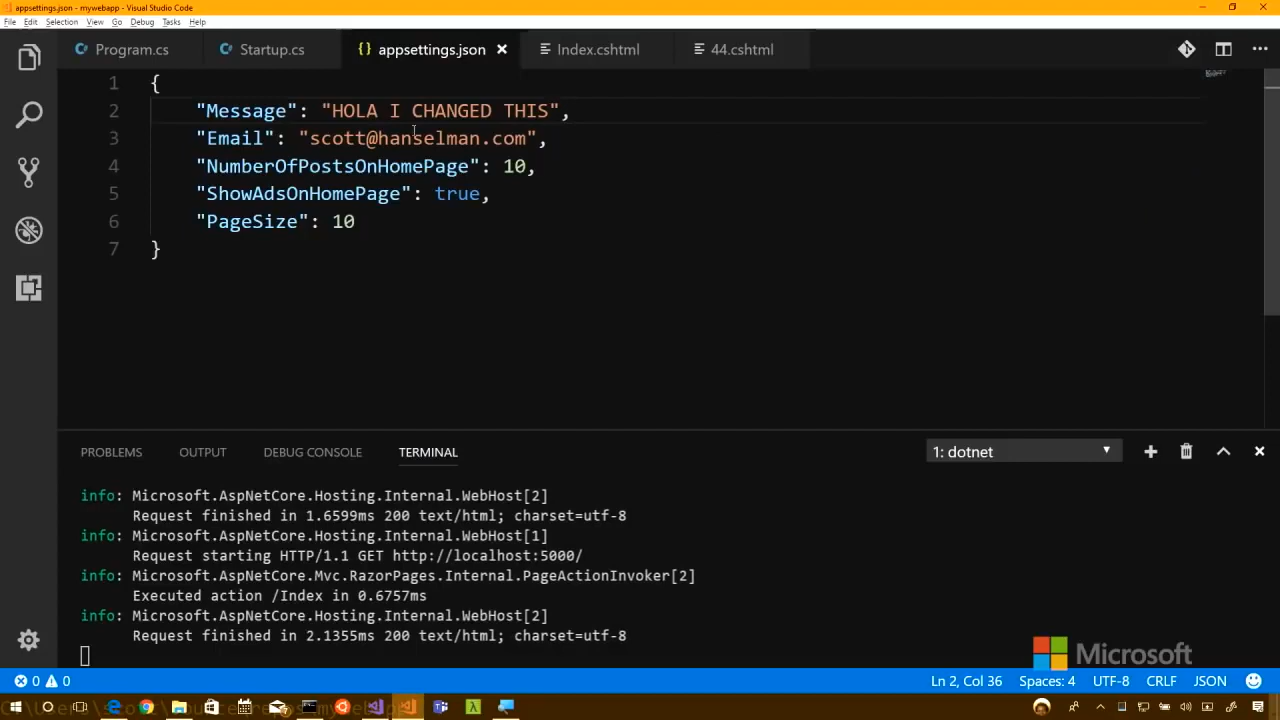 appsettings.json - mywebapp - Visual Studio Code
File Edit Selection View Go Debug Tasks Help
Program.cs Startup.cs {} appsettings.json Index.cshtml 44.cshtml
1 {
2 "Message": "HOLA I CHANGED THIS",
3 "Email": "scott@hanselman.com",
4 "NumberOfPostsOnHomePage": 10,
5 "ShowAdsOnHomePage": true,
6 "PageSize": 10
7 }
PROBLEMS OUTPUT DEBUG CONSOLE TERMINAL 1: dotnet
info: Microsoft.AspNetCore.Hosting.Internal.WebHost[2]
Request finished in 1.6599ms 200 text/html; charset=utf-8
info: Microsoft.AspNetCore.Hosting.Internal.WebHost[1]
Request starting HTTP/1.1 GET http://localhost:5000/
info: Microsoft.AspNetCore.Mvc.RazorPages.Internal.PageActionInvoker[2]
Executed action /Index in 0.6757ms
info: Microsoft.AspNetCore.Hosting.Internal.WebHost[2]
Request finished in 2.1355ms 200 text/html; charset=utf-8
Microsoft
0 0 Ln 2, Col 36 Spaces: 4 UTF-8 CRLF JSON